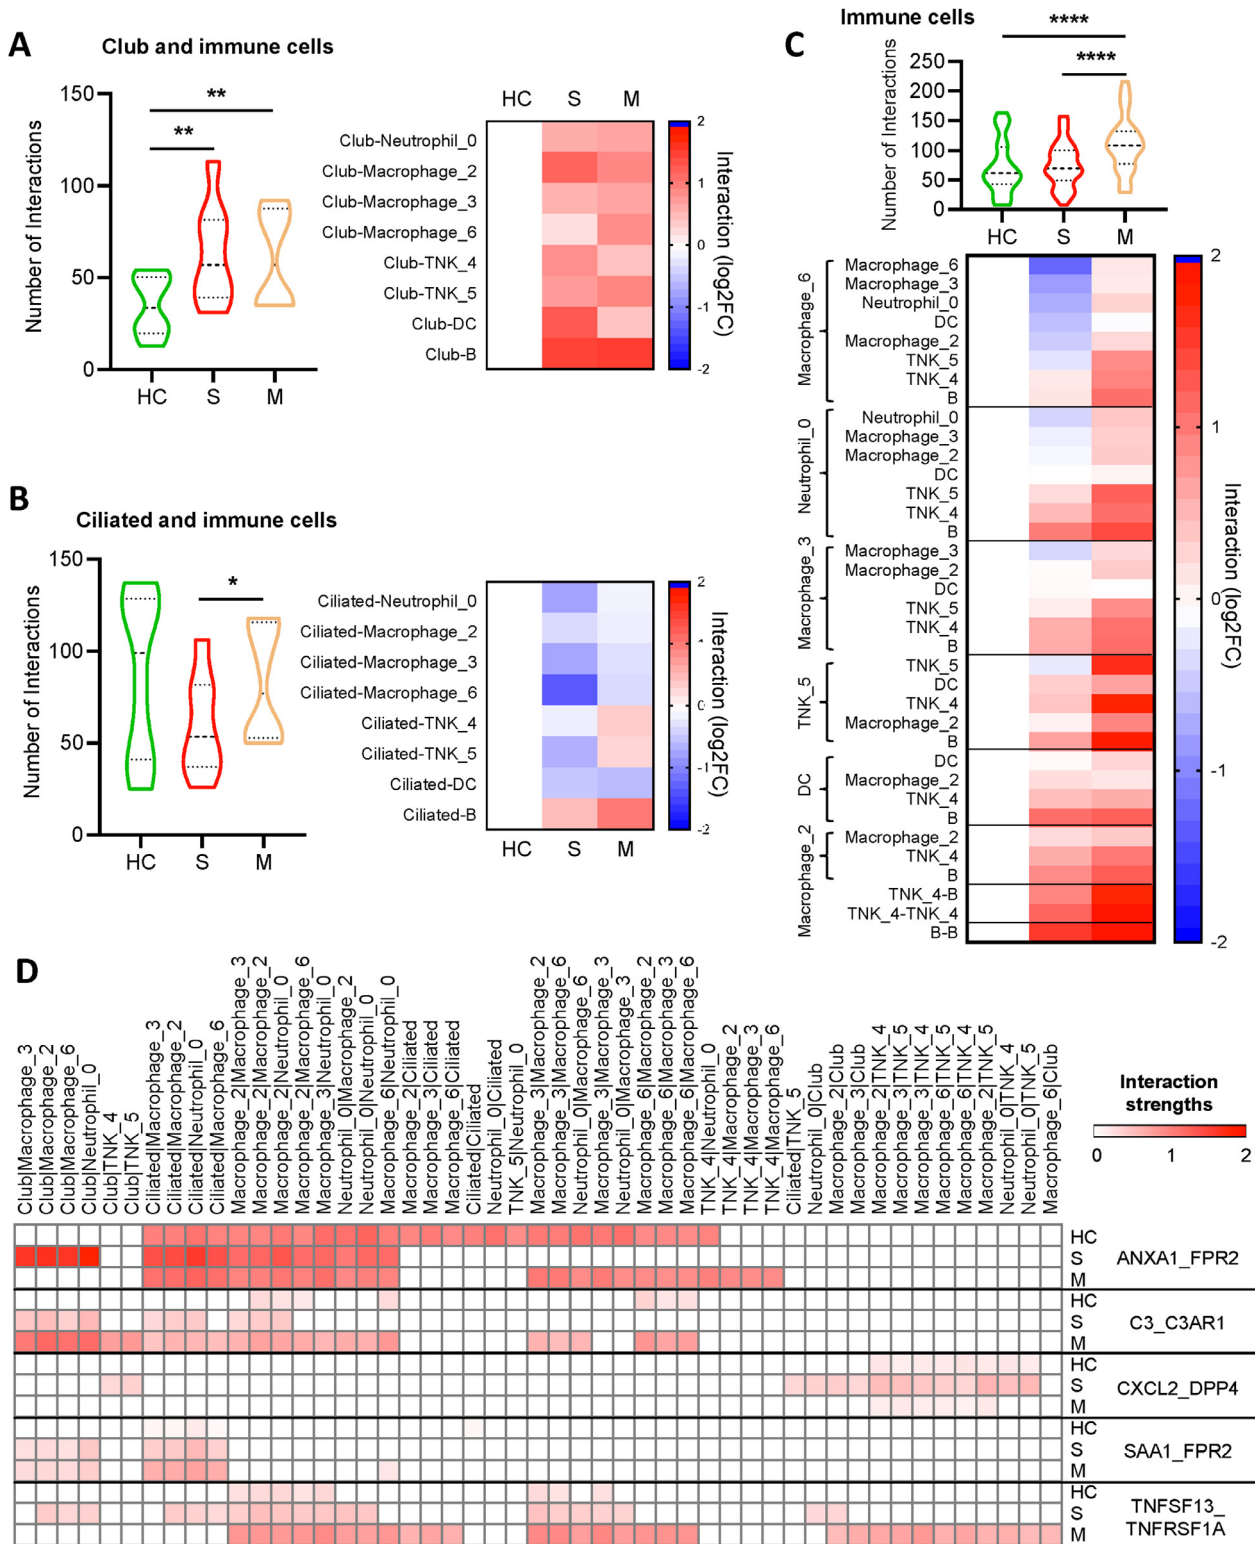 A
Club and immune cells
Number of Interactions
150
100
50
0
**
**
HC
S
M
HC
S
M
Club-Neutrophil_0
Club-Macrophage_2
Club-Macrophage_3
Club-Macrophage_6
Club-TNK_4
Club-TNK_5
Club-DC
Club-B
2
1
0
-1
-2
Interaction (log2FC)
B
Ciliated and immune cells
Number of Interactions
150
100
50
0
*
HC
S
M
Ciliated-Neutrophil_0
Ciliated-Macrophage_2
Ciliated-Macrophage_3
Ciliated-Macrophage_6
Ciliated-TNK_4
Ciliated-TNK_5
Ciliated-DC
Ciliated-B
HC
S
M
2
1
0
-1
-2
Interaction (log2FC)
C
Immune cells
****
****
Number of Interactions
250
200
150
100
50
0
HC
S
M
Macrophage_6
Macrophage_6
Macrophage_3
Neutrophil_0
DC
Macrophage_2
TNK_5
TNK_4
B
Neutrophil_0
Neutrophil_0
Macrophage_3
Macrophage_2
DC
TNK_5
TNK_4
B
Macrophage_3
Macrophage_3
Macrophage_2
DC
TNK_5
TNK_4
B
TNK_5
TNK_5
DC
TNK_4
Macrophage_2
B
DC
DC
Macrophage_2
TNK_4
B
Macrophage_2
Macrophage_2
TNK_4
B
TNK_4-B
TNK_4-TNK_4
B-B
2
1
0
-1
-2
Interaction (log2FC)
D
Club|Macrophage_3
Club|Macrophage_2
Club|Macrophage_6
Club|Neutrophil_0
Club|TNK_4
Club|TNK_5
Ciliated|Macrophage_3
Ciliated|Macrophage_2
Ciliated|Neutrophil_0
Ciliated|Macrophage_6
Macrophage_2|Macrophage_3
Macrophage_2|Macrophage_2
Macrophage_2|Neutrophil_0
Macrophage_2|Macrophage_6
Macrophage_3|Neutrophil_0
Neutrophil_0|Macrophage_2
Neutrophil_0|Neutrophil_0
Macrophage_6|Neutrophil_0
Macrophage_2|Ciliated
Macrophage_3|Ciliated
Macrophage_6|Ciliated
Ciliated|Ciliated
Neutrophil_0|Ciliated
TNK_5|Neutrophil_0
Macrophage_3|Macrophage_2
Macrophage_3|Macrophage_6
Neutrophil_0|Macrophage_6
Macrophage_3|Macrophage_3
Neutrophil_0|Macrophage_3
Macrophage_6|Macrophage_2
Macrophage_6|Macrophage_3
Macrophage_6|Macrophage_6
TNK_4|Neutrophil_0
TNK_4|Macrophage_2
TNK_4|Macrophage_3
TNK_4|Macrophage_6
Ciliated|TNK_5
Neutrophil_0|Club
Macrophage_2|Club
Macrophage_3|Club
Macrophage_2|TNK_4
Macrophage_3|TNK_5
Macrophage_6|TNK_5
Macrophage_6|TNK_4
Macrophage_2|TNK_5
Neutrophil_0|TNK_4
Neutrophil_0|TNK_5
Macrophage_6|Club
Interaction
strengths
0
1
2
HC
S
M
ANXA1_FPR2
HC
S
M
C3_C3AR1
HC
S
M
CXCL2_DPP4
HC
S
M
SAA1_FPR2
HC
S
M
TNFSF13_
TNFRSF1A